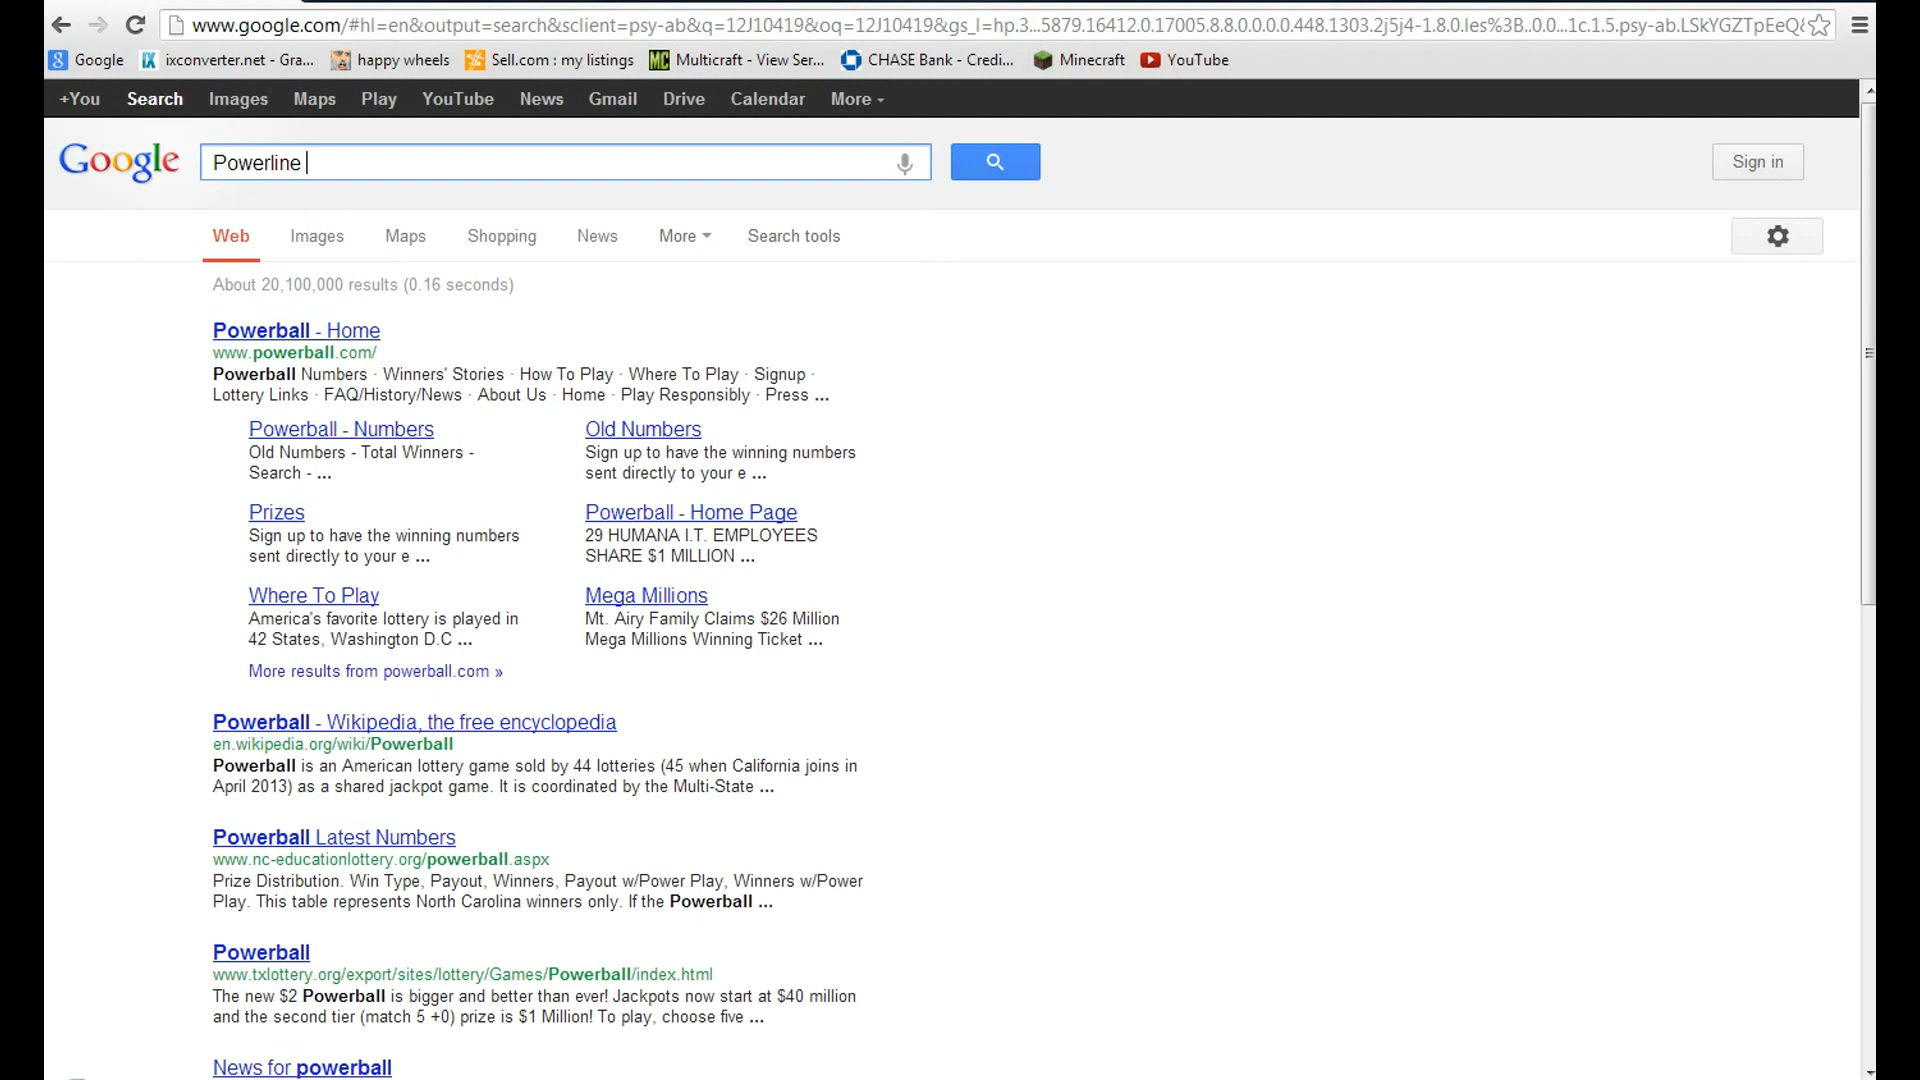 www.google.com/#hl=en&output=search&sclient=psy-ab&q=12J10419&oq=12J10419&gs_l=hp.3...5879.16412.0.17005.8.8.0.0.0.0.448.1303.2j5j4-1.8.0.les%3B..0.0...1c.1.5.psy-ab.LSkYGZTpEeQ&
Google ixconverter.net - Gra... happy wheels Sell.com : my listings Multicraft - View Ser... CHASE Bank - Credi... Minecraft YouTube
+You Search Images Maps Play YouTube News Gmail Drive Calendar More
Google Powerline Sign in
Web Images Maps Shopping News More Search tools
About 20,100,000 results (0.16 seconds)
Powerball - Home
www.powerball.com/
Powerball Numbers · Winners' Stories · How To Play · Where To Play · Signup ·
Lottery Links · FAQ/History/News · About Us · Home · Play Responsibly · Press ...
Powerball - Numbers
Old Numbers - Total Winners -
Search - ...
Old Numbers
Sign up to have the winning numbers
sent directly to your e ...
Prizes
Sign up to have the winning numbers
sent directly to your e ...
Powerball - Home Page
29 HUMANA I.T. EMPLOYEES
SHARE $1 MILLION ...
Where To Play
America's favorite lottery is played in
42 States, Washington D.C ...
Mega Millions
Mt. Airy Family Claims $26 Million
Mega Millions Winning Ticket ...
More results from powerball.com »
Powerball - Wikipedia, the free encyclopedia
en.wikipedia.org/wiki/Powerball
Powerball is an American lottery game sold by 44 lotteries (45 when California joins in
April 2013) as a shared jackpot game. It is coordinated by the Multi-State ...
Powerball Latest Numbers
www.nc-educationlottery.org/powerball.aspx
Prize Distribution. Win Type, Payout, Winners, Payout w/Power Play, Winners w/Power
Play. This table represents North Carolina winners only. If the Powerball ...
Powerball
www.txlottery.org/export/sites/lottery/Games/Powerball/index.html
The new $2 Powerball is bigger and better than ever! Jackpots now start at $40 million
and the second tier (match 5 +0) prize is $1 Million! To play, choose five ...
News for powerball